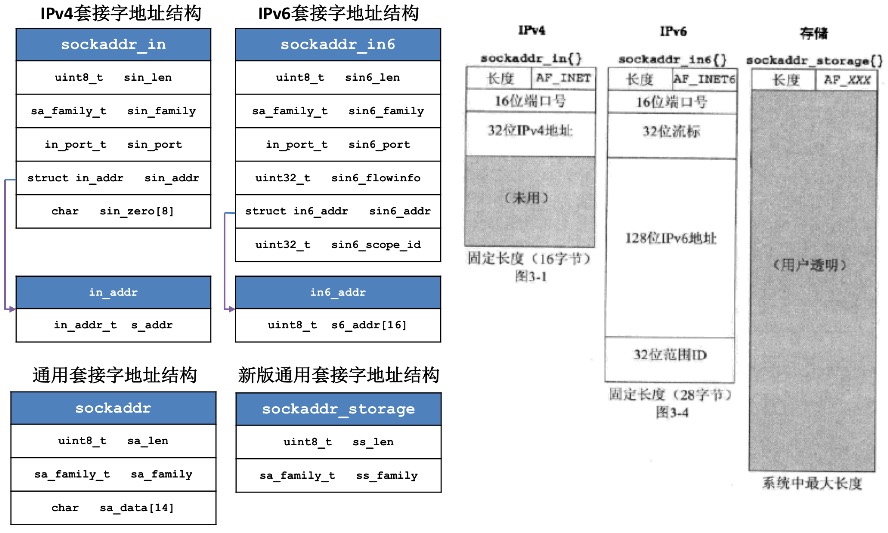 IPv4套接字地址结构
sockaddr_in
uint8_t sin_len
sa_family_t sin_family
in_port_t sin_port
struct in_addr sin_addr
char sin_zero[8]
in_addr
in_addr_t s_addr
IPv6套接字地址结构
sockaddr_in6
uint8_t sin6_len
sa_family_t sin6_family
in_port_t sin6_port
uint32_t sin6_flowinfo
struct in6_addr sin6_addr
uint32_t sin6_scope_id
in6_addr
uint8_t s6_addr[16]
通用套接字地址结构
sockaddr
uint8_t sa_len
sa_family_t sa_family
char sa_data[14]
新版通用套接字地址结构
sockaddr_storage
uint8_t ss_len
sa_family_t ss_family
IPv4
sockaddr_in{}
长度 AF_INET
16位端口号
32位IPv4地址
(未用)
固定长度（16字节）
图3-1
IPv6
sockaddr_in6{}
长度 AF_INET6
16位端口号
32位流标
128位IPv6地址
32位范围ID
固定长度（28字节）
图3-4
存储
sockaddr_storage{}
长度 AF_XXX
(用户透明)
系统中最大长度